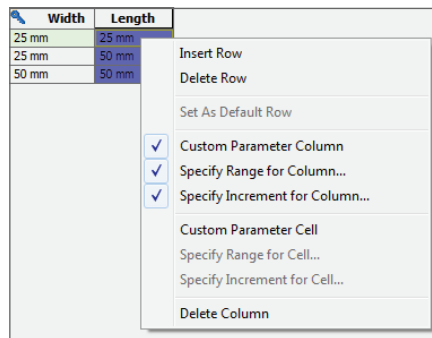 Width Length
25 mm 25 mm
25 mm 50 mm
50 mm 50 mm
Insert Row
Delete Row
Set As Default Row
Custom Parameter Column
Specify Range for Column...
Specify Increment for Column...
Custom Parameter Cell
Specify Range for Cell...
Specify Increment for Cell...
Delete Column